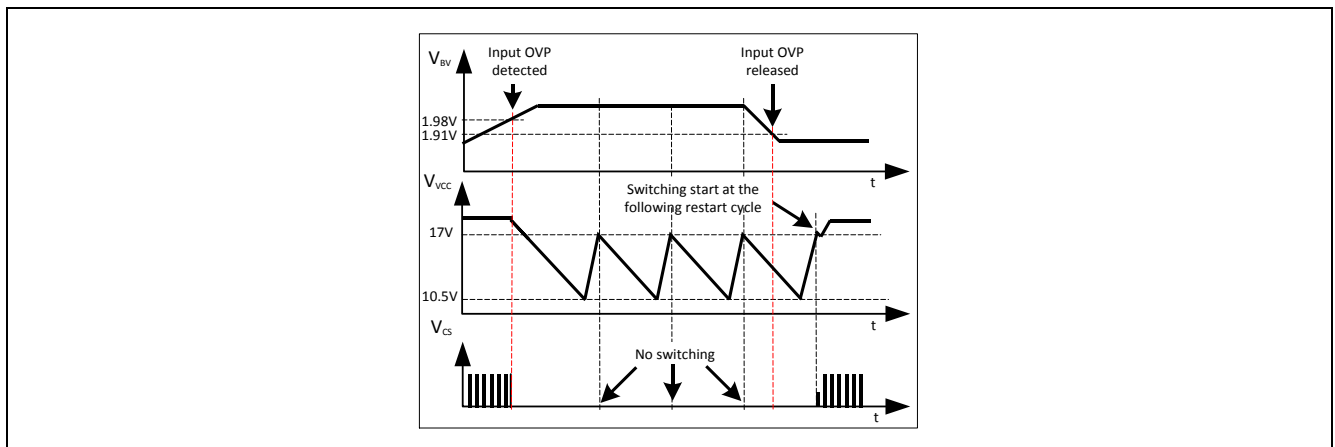 V_BV
Input OVP
detected
Input OVP
released
1.98V
1.91V
t
V_VCC
Switching start at the
following restart cycle
17V
10.5V
t
V_CS
No switching
t